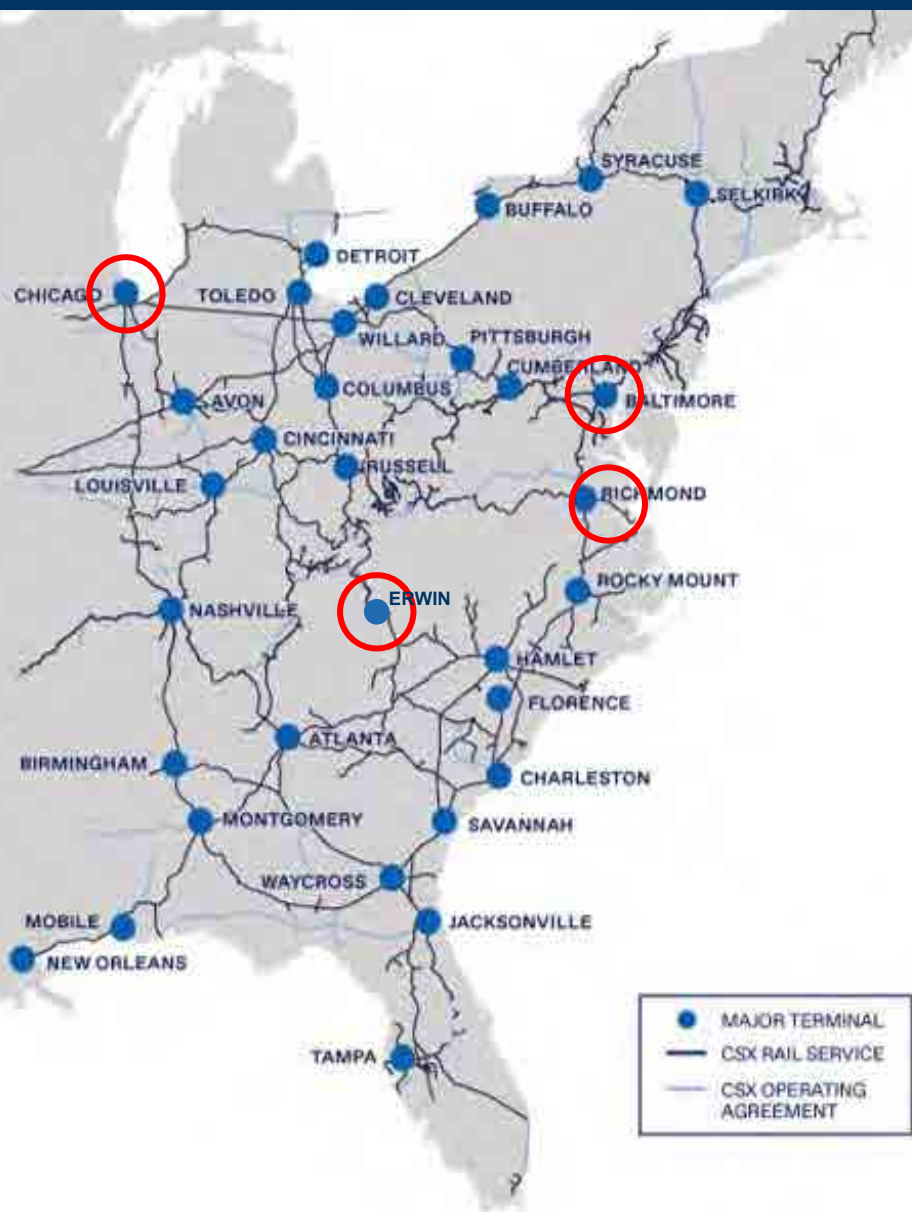 SYRACUSE
SELKIRK
BUFFALO
DETROIT
CHICAGO
TOLEDO
CLEVELAND
WILLARD
PITTSBURGH
CUMBERLAND
COLUMBUS
AVON
BALTIMORE
CINCINNATI
RUSSELL
LOUISVILLE
RICHMOND
ROCKY MOUNT
ERWIN
NASHVILLE
HAMLET
FLORENCE
ATLANTA
BIRMINGHAM
CHARLESTON
MONTGOMERY
SAVANNAH
WAYCROSS
MOBILE
JACKSONVILLE
NEW ORLEANS
TAMPA
MAJOR TERMINAL
CSX RAIL SERVICE
CSX OPERATING
AGREEMENT